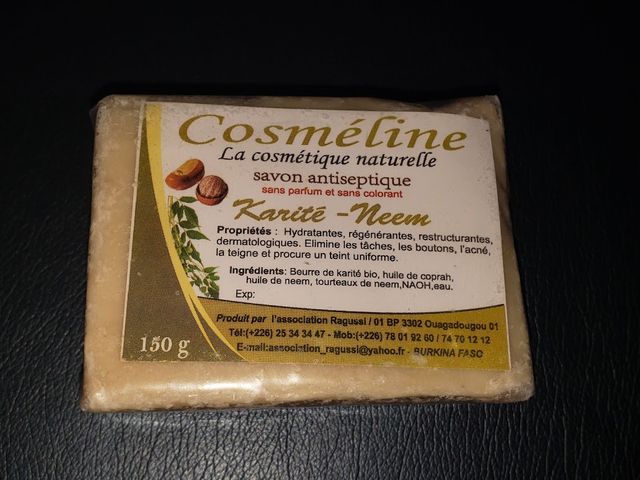 Cosméline
La cosmétique naturelle
savon antiseptique
sans parfum et sans colorant
Karité - Neem
Propriétés : Hydratantes, régénérantes, restructurantes,
dermatologiques. Elimine les tâches, les boutons, l'acné,
la teigne et procure un teint uniforme.
Ingrédients: Beurre de karité bio, huile de coprah,
huile de neem, tourteaux de neem,NAOH,eau.
Exp:
Produit par l'association Ragussi / 01 BP 3302 Ouagadougou 01
Tél:(+226) 25 34 34 47 - Mob:(+226) 78 01 92 60 / 74 70 12 12
E-mail:association_ragussi@yahoo.fr - BURKINA FASO
150 g